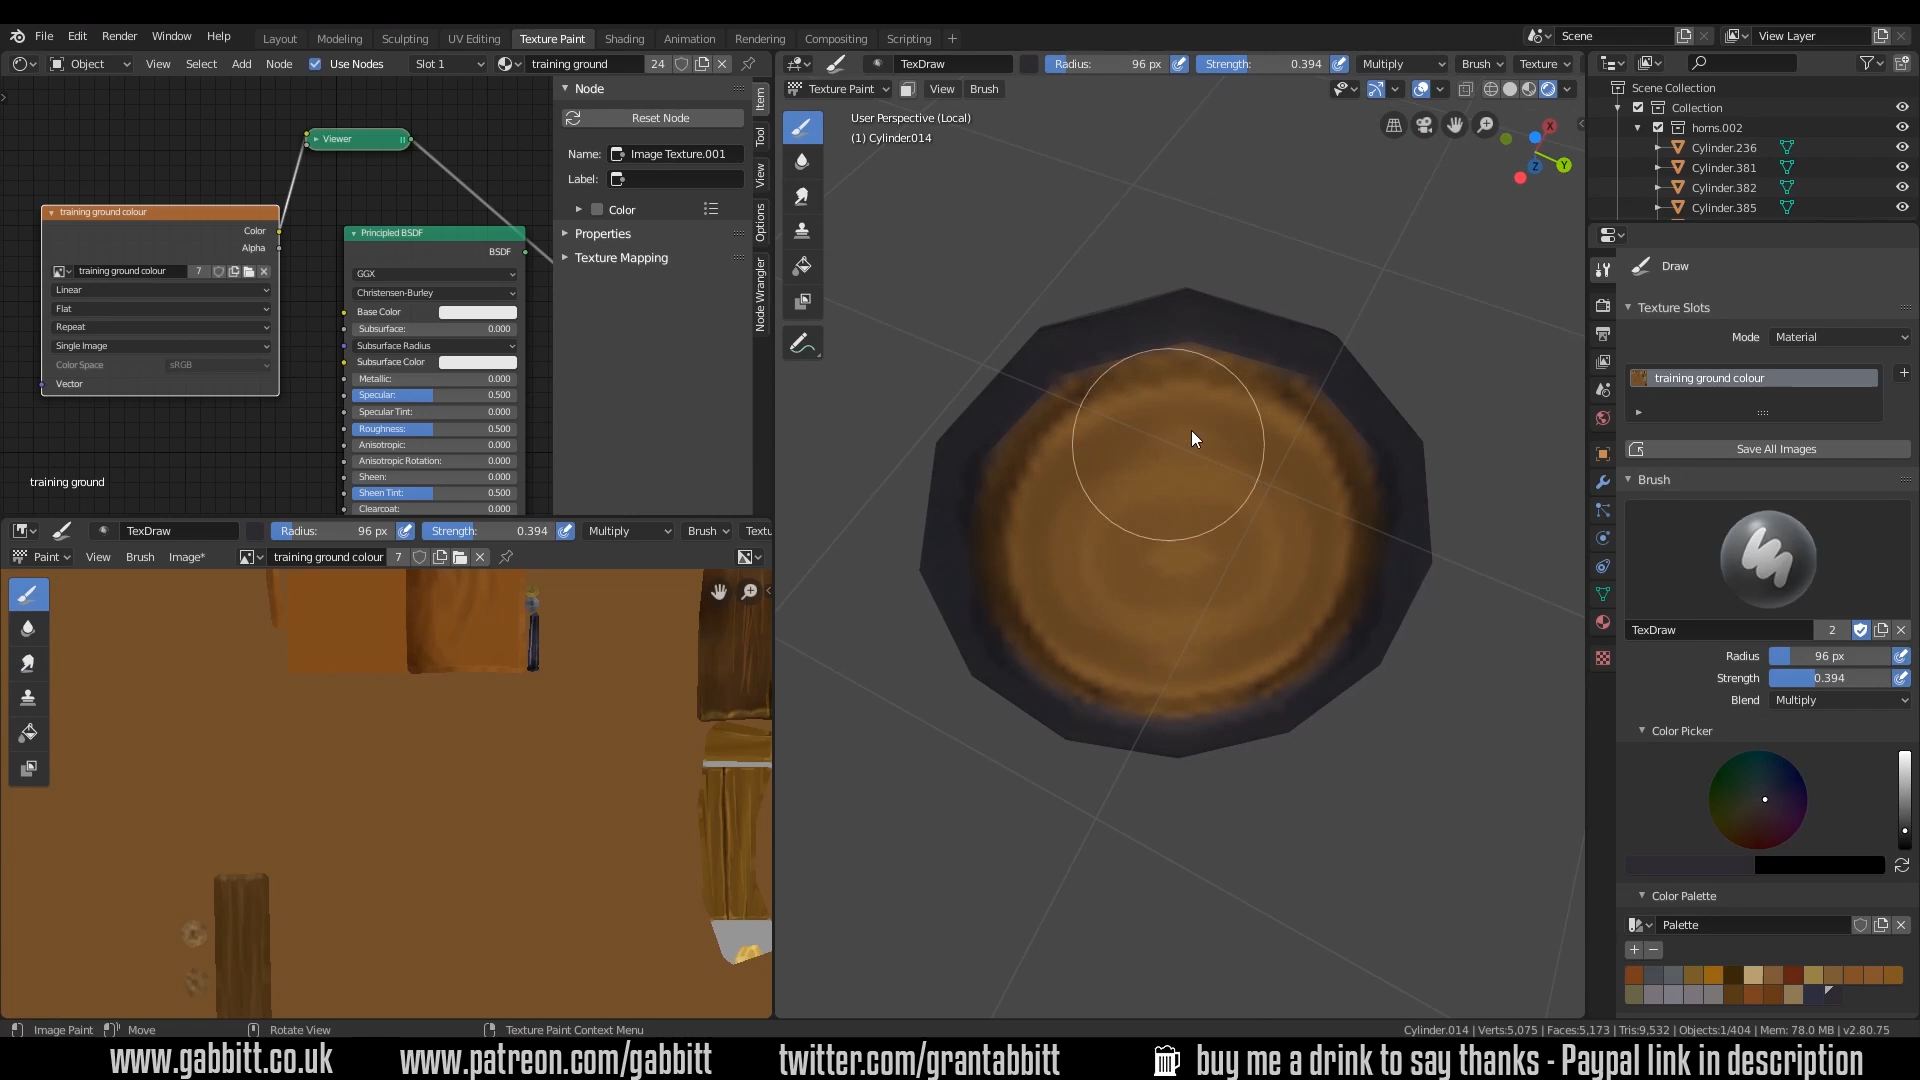 File Edit Render Window Help Layout Modeling Sculpting UV Editing Texture Paint Shading Animation Rendering Compositing Scripting + Scene View Layer
Object View Select Add Node Use Nodes Slot 1 training ground 24
TexDraw Radius: 96 px Strength: 0.394 Multiply Brush Texture
Texture Paint View Brush
User Perspective (Local)
(1) Cylinder.014
Viewer
training ground colour
Color
Alpha
training ground colour 7
Linear
Flat
Repeat
Single Image
Color Space sRGB
Vector
training ground
Principled BSDF
BSDF
GGX
Christensen-Burley
Base Color
Subsurface: 0.000
Subsurface Radius
Subsurface Color
Metallic: 0.000
Specular: 0.500
Specular Tint: 0.000
Roughness: 0.500
Anisotropic: 0.000
Anisotropic Rotation: 0.000
Sheen: 0.000
Sheen Tint: 0.500
Clearcoat: 0.000
Node
Reset Node
Name: Image Texture.001
Label:
Color
Properties
Texture Mapping
Item
Tool
View
Options
Node Wrangler
X
Y
Z
Scene Collection
Collection
horns.002
Cylinder.236
Cylinder.381
Cylinder.382
Cylinder.385
Draw
Texture Slots
Mode Material
training ground colour
Save All Images
Brush
TexDraw 2
Radius 96 px
Strength 0.394
Blend Multiply
Color Picker
Color Palette
Palette
TexDraw Radius: 96 px Strength: 0.394 Multiply Brush Textu
Paint View Brush Image* training ground colour 7
Image Paint Move Rotate View Texture Paint Context Menu
Cylinder.014 | Verts:5,075 | Faces:5,173 | Tris:9,532 | Objects:1/404 | Mem: 78.0 MB | v2.80.75
www.gabbitt.co.uk www.patreon.com/gabbitt twitter.com/grantabbitt buy me a drink to say thanks - Paypal link in description